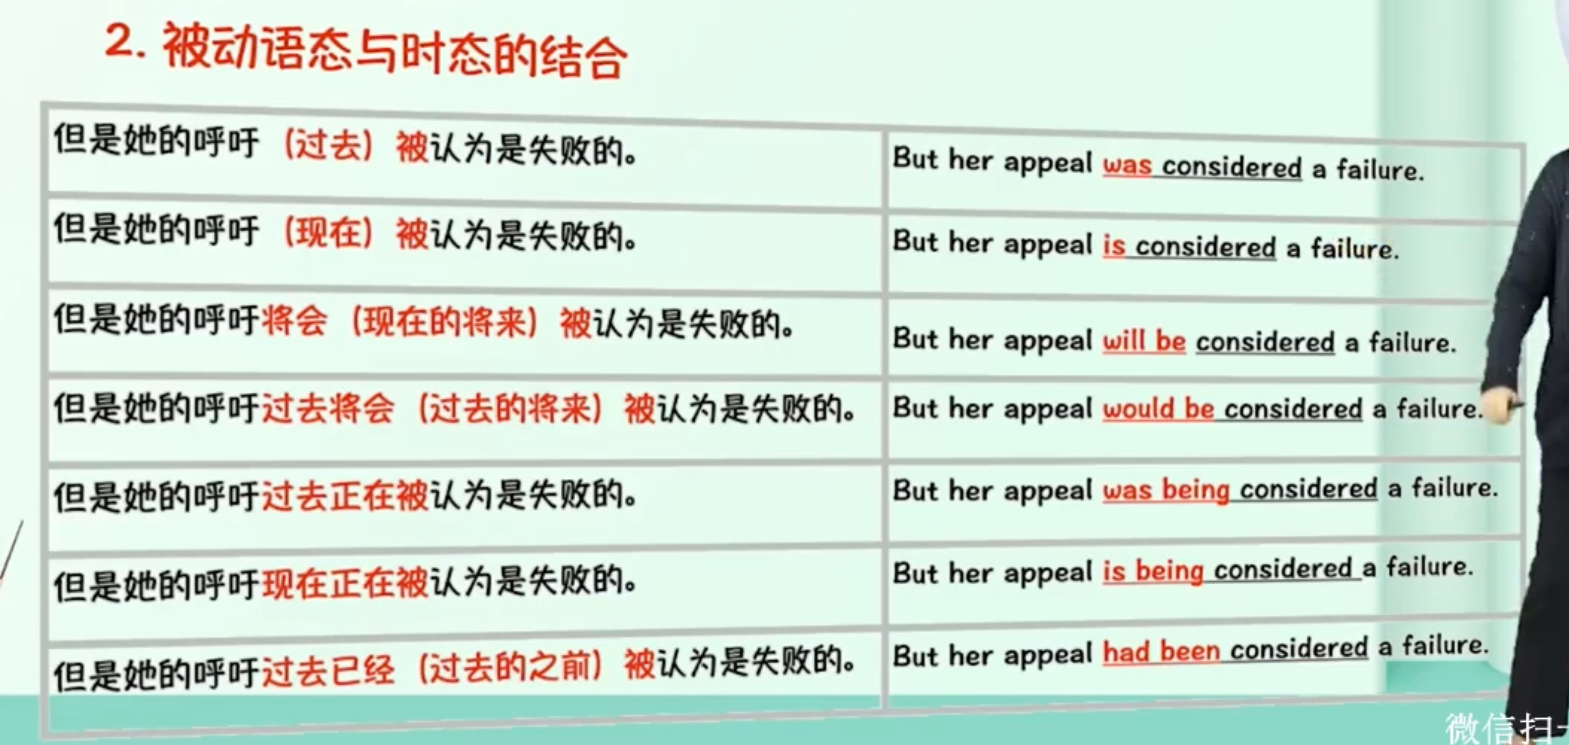 2. 被动语态与时态的结合
但是她的呼吁（过去）被认为是失败的。
But her appeal was considered a failure.
但是她的呼吁（现在）被认为是失败的。
But her appeal is considered a failure.
但是她的呼吁将会（现在的将来）被认为是失败的。
But her appeal will be considered a failure.
但是她的呼吁过去将会（过去的将来）被认为是失败的。
But her appeal would be considered a failure.
但是她的呼吁过去正在被认为是失败的。
But her appeal was being considered a failure.
但是她的呼吁现在正在被认为是失败的。
But her appeal is being considered a failure.
但是她的呼吁过去已经（过去的之前）被认为是失败的。
But her appeal had been considered a failure.
微信扫一